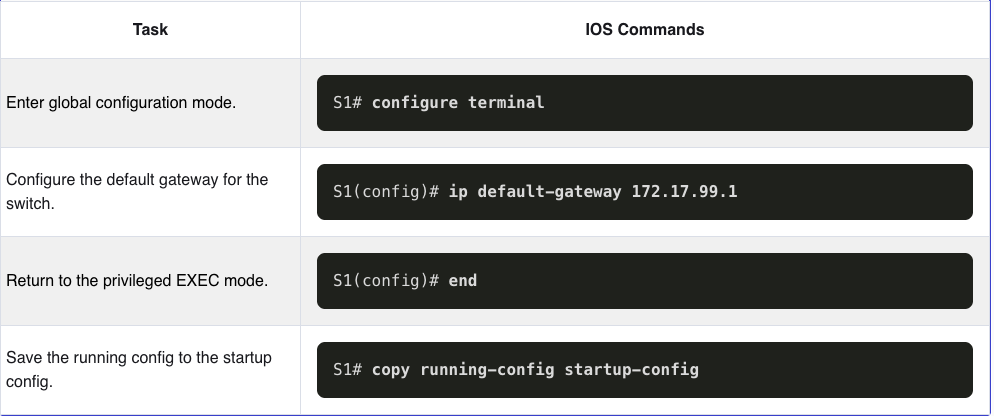 Task IOS Commands
Enter global configuration mode. S1# configure terminal
Configure the default gateway for the
switch.
S1(config)# ip default-gateway 172.17.99.1
Return to the privileged EXEC mode. S1(config)# end
Save the running config to the startup
config.
S1# copy running-config startup-config